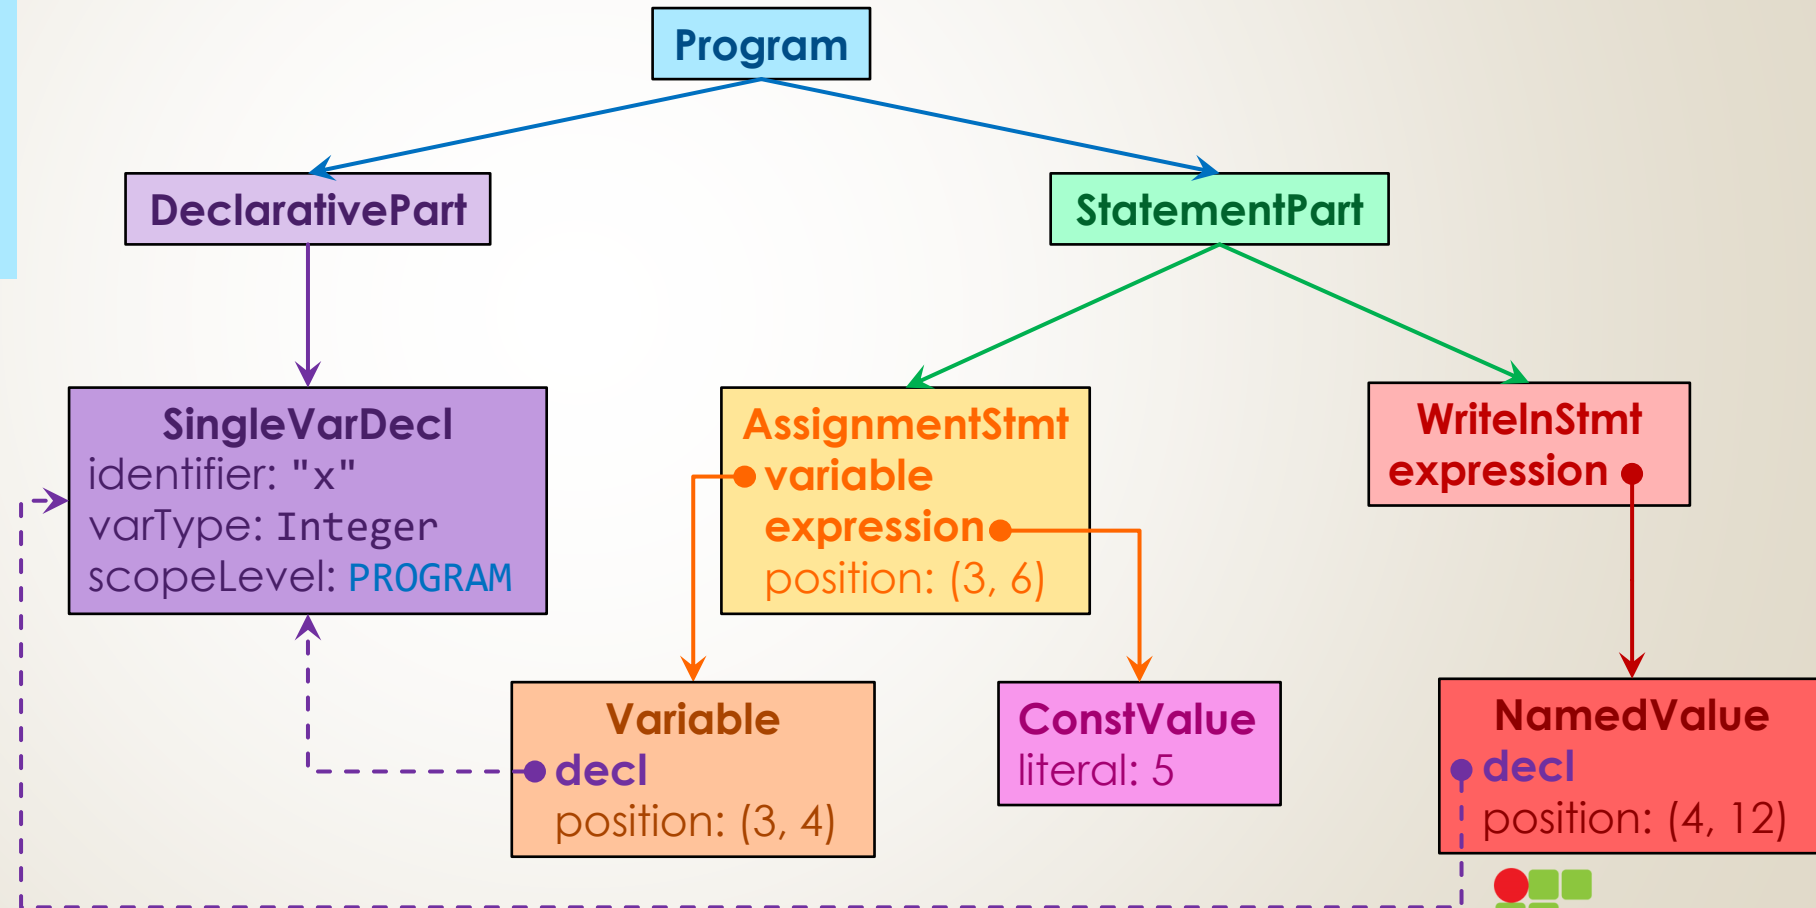 Program
DeclarativePart
StatementPart
SingleVarDecl
identifier: "x"
varType: Integer
scopeLevel: PROGRAM
AssignmentStmt
variable
expression
position: (3, 6)
WritelnStmt
expression
Variable
decl
position: (3, 4)
ConstValue
literal: 5
NamedValue
decl
position: (4, 12)